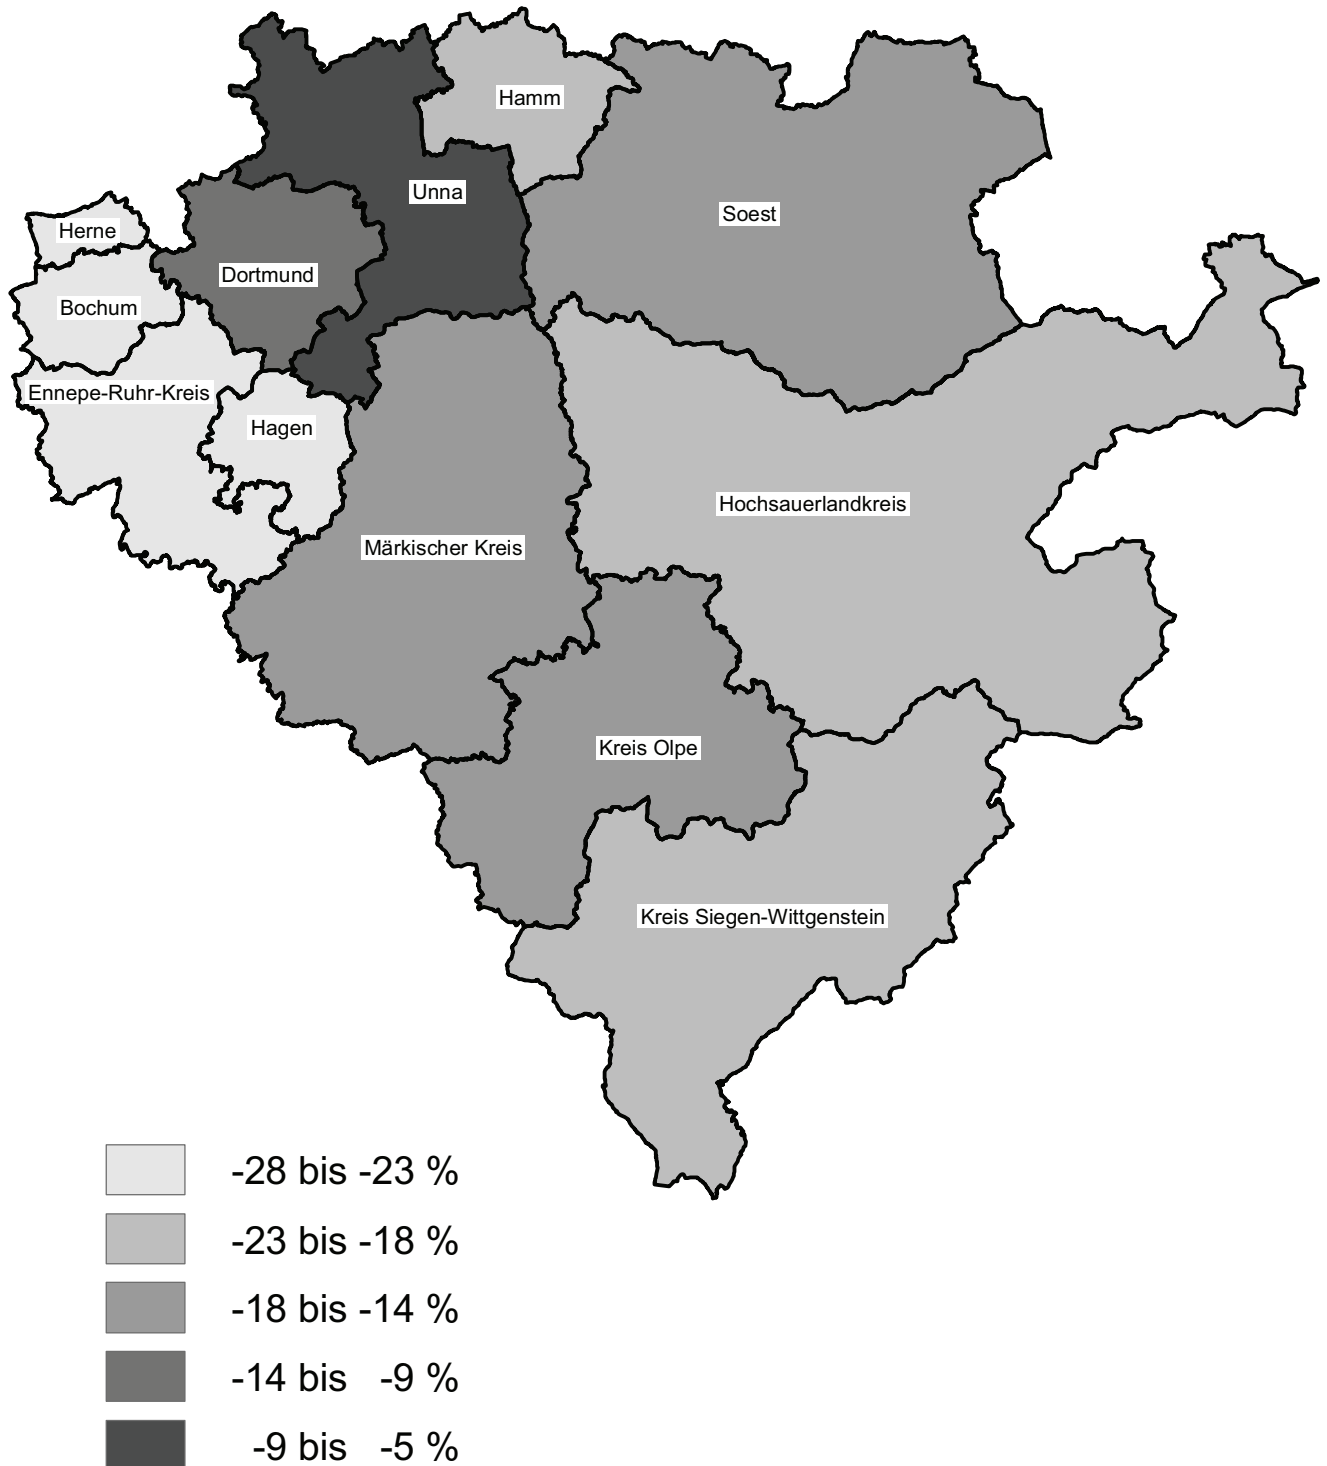 Hamm
Unna
Soest
Herne
Dortmund
Bochum
Ennepe-Ruhr-Kreis
Hagen
Hochsauerlandkreis
Märkischer Kreis
Kreis Olpe
Kreis Siegen-Wittgenstein
-28 bis -23 %
-23 bis -18 %
-18 bis -14 %
-14 bis -9 %
-9 bis -5 %